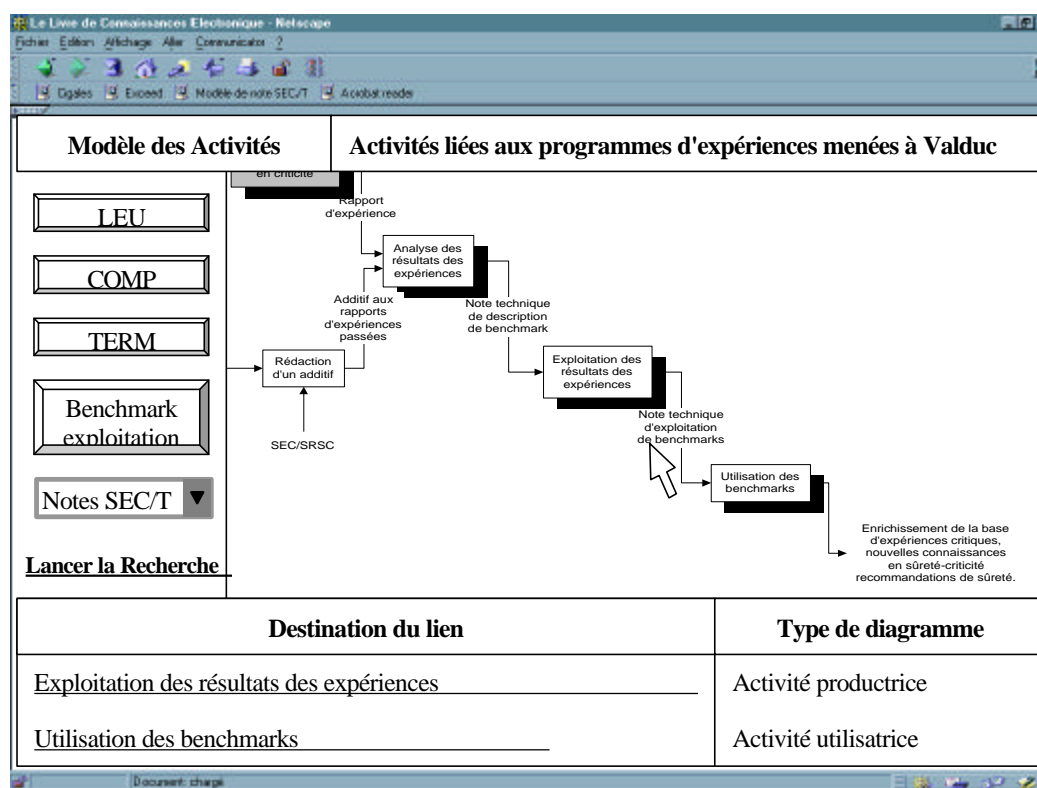 Le Livre de Connaissances Electronique - Netscape
Fichier Edition Affichage Aller Communicator ?
Cigales Exceed Modèle de note SEC/T Acrobat reader
Modèle des Activités
Activités liées aux programmes d'expériences menées à Valduc
LEU
COMP
TERM
Benchmark
exploitation
Notes SEC/T
Lancer la Recherche
en criticité
Rapport
d'expérience
Analyse des
résultats des
expériences
Additif aux
rapports
d'expériences
passées
Note technique
de description
de benchmark
Rédaction
d'un additif
SEC/SRSC
Exploitation des
résultats des
expériences
Note technique
d'exploitation
de benchmarks
Utilisation des
benchmarks
Enrichissement de la base
d'expériences critiques,
nouvelles connaissances
en sûreté-criticité
recommandations de sûreté.
Destination du lien
Type de diagramme
Exploitation des résultats des expériences
Activité productrice
Utilisation des benchmarks
Activité utilisatrice
Document: chargé